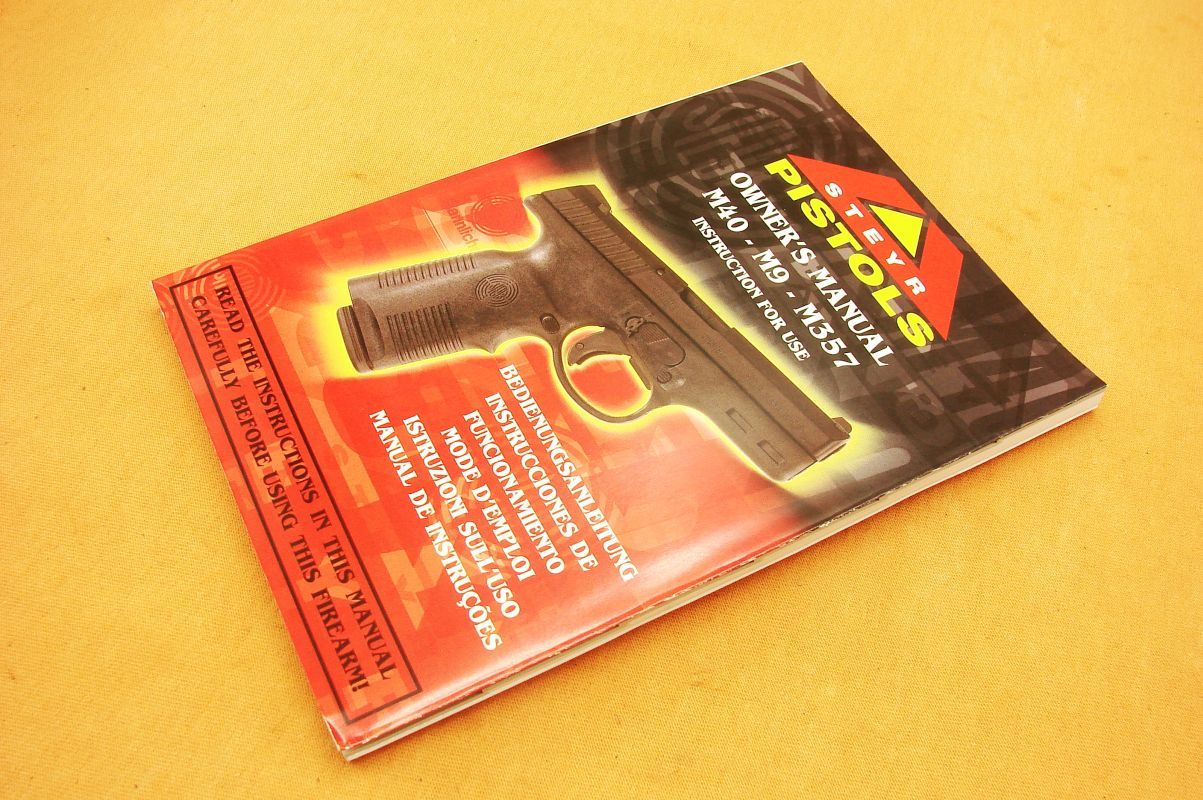 STEYR
PISTOLS
OWNER'S MANUAL
M40 - M9 - M357
INSTRUCTION FOR USE
BEDIENUNGSANLEITUNG
INSTRUCCIONES DE
FUNCIONAMIENTO
MODE D'EMPLOI
ISTRUZIONI SULL'USO
MANUAL DE INSTRUÇÕES
READ THE INSTRUCTIONS IN THIS MANUAL
CAREFULLY BEFORE USING THIS FIREARM!